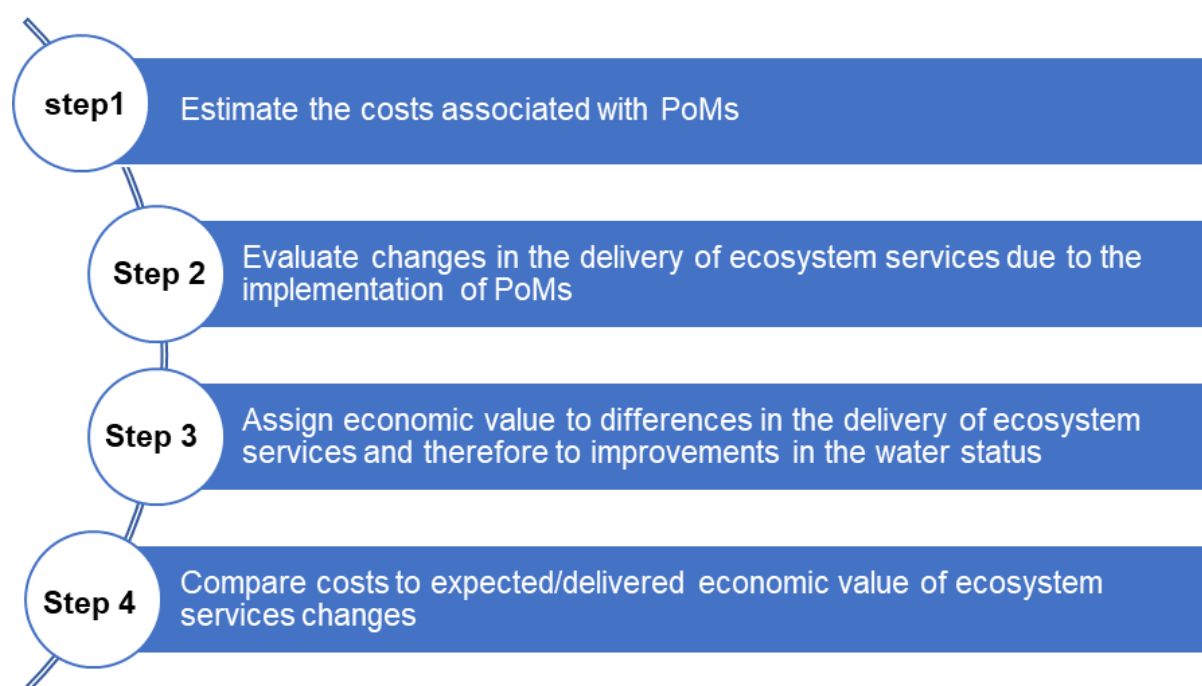 step1
Estimate the costs associated with PoMs
Step 2
Evaluate changes in the delivery of ecosystem services due to the
implementation of PoMs
Step 3
Assign economic value to differences in the delivery of ecosystem
services and therefore to improvements in the water status
Step 4
Compare costs to expected/delivered economic value of ecosystem
services changes